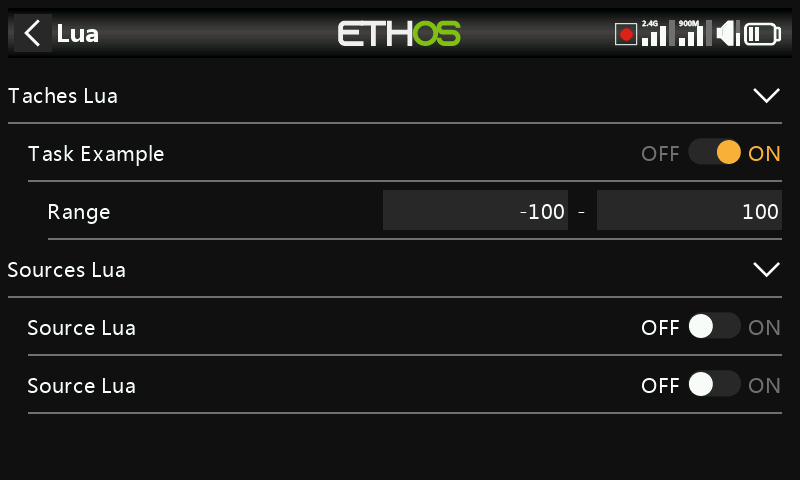 Lua
ETHOS
2.4G
900M
Taches Lua
Task Example OFF ON
Range -100 - 100
Sources Lua
Source Lua OFF ON
Source Lua OFF ON